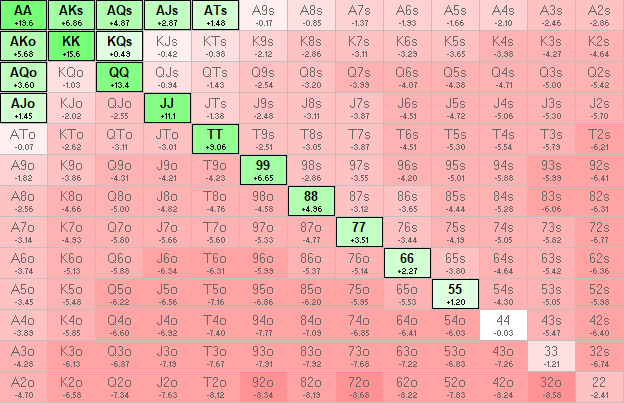 AA AKs AQs AJs ATs A9s A8s A7s A6s A5s A4s A3s A2s
+19.6 +6.86 +4.87 +2.87 +1.48 -0.17 -0.85 -1.37 -1.93 -1.66 -2.06 -2.46 -2.86
AKo KK KQs KJs KTs K9s K8s K7s K6s K5s K4s K3s K2s
+5.68 +15.6 +0.49 -0.42 -0.98 -2.12 -2.86 -3.11 -3.29 -3.65 -3.98 -4.27 -4.64
AQo KQo QQ QJs QTs Q9s Q8s Q7s Q6s Q5s Q4s Q3s Q2s
+3.60 -1.03 +13.4 -0.94 -1.43 -2.54 -3.20 -3.99 -4.07 -4.38 -4.71 -5.00 -5.42
AJo KJo QJo JJ JTs J9s J8s J7s J6s J5s J4s J3s J2s
+1.45 -2.02 -2.55 +11.1 -1.38 -2.48 -3.11 -3.87 -4.51 -4.72 -5.06 -5.30 -5.70
ATo KTo QTo JTo TT T9s T8s T7s T6s T5s T4s T3s T2s
-0.07 -2.62 -3.11 -3.01 +9.06 -2.51 -3.05 -3.87 -4.51 -5.30 -5.54 -5.79 -6.21
A9o K9o Q9o J9o T9o 99 98s 97s 96s 95s 94s 93s 92s
-1.82 -3.86 -4.31 -4.21 -4.23 +6.65 -2.86 -3.55 -4.20 -5.01 -5.88 -5.99 -6.41
A8o K8o Q8o J8o T8o 98o 88 87s 86s 85s 84s 83s 82s
-2.56 -4.66 -5.00 -4.82 -4.76 -4.58 +4.96 -3.12 -3.65 -4.44 -5.28 -6.06 -6.31
A7o K7o Q7o J7o T7o 97o 87o 77 76s 75s 74s 73s 72s
-3.14 -4.93 -5.80 -5.66 -5.60 -5.33 -4.77 +3.51 -3.44 -4.19 -5.05 -5.82 -6.77
A6o K6o Q6o J6o T6o 96o 86o 76o 66 65s 64s 63s 62s
-3.74 -5.13 -5.88 -6.34 -6.31 -5.99 -5.37 -5.14 +2.27 -3.80 -4.64 -5.42 -6.36
A5o K5o Q5o J5o T5o 95o 85o 75o 65o 55 54s 53s 52s
-3.45 -5.48 -6.22 -6.56 -7.16 -6.86 -6.20 -5.95 -5.53 +1.20 -4.30 -5.05 -5.98
A4o K4o Q4o J4o T4o 94o 84o 74o 64o 54o 44 43s 42s
-3.89 -5.85 -6.60 -6.92 -7.40 -7.77 -7.09 -6.85 -6.41 -6.03 -0.03 -5.47 -6.40
A3o K3o Q3o J3o T3o 93o 83o 73o 63o 53o 43o 33 32s
-4.28 -6.13 -6.87 -7.19 -7.67 -7.91 -7.92 -7.68 -7.22 -6.83 -7.26 -1.21 -6.74
A2o K2o Q2o J2o T2o 92o 82o 72o 62o 52o 42o 32o 22
-4.70 -6.58 -7.34 -7.63 -8.12 -8.34 -8.19 -8.68 -8.22 -7.83 -8.24 -8.58 -2.41